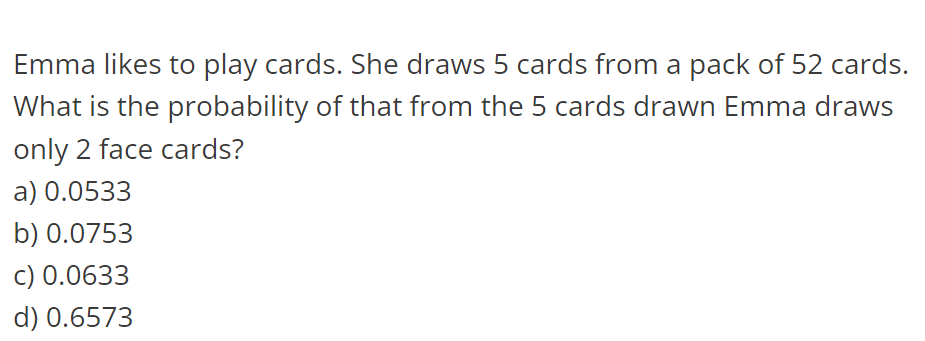 Emma likes to play cards. She draws 5 cards from a pack of 52 cards.
What is the probability of that from the 5 cards drawn Emma draws
only 2 face cards?
a) 0.0533
b) 0.0753
c) 0.0633
d) 0.6573